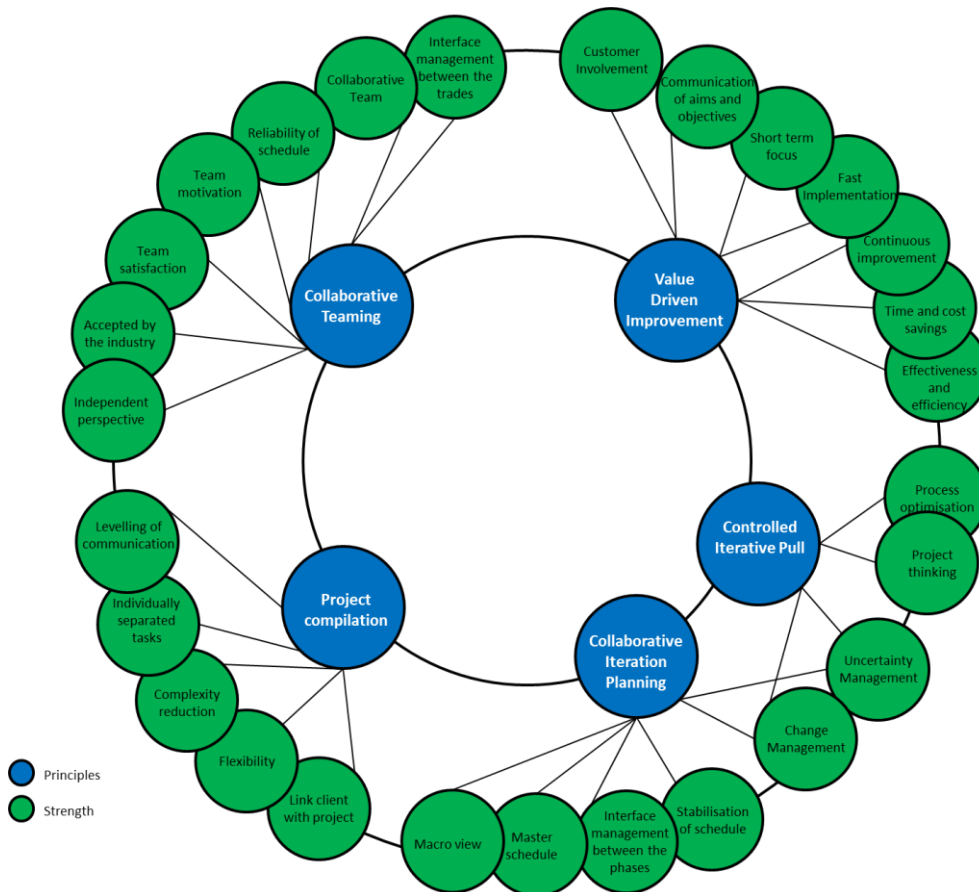 Interface
management
between the
trades
Collaborative
Team
Reliability of
schedule
Team
motivation
Team
satisfaction
Accepted by
the industry
Independent
perspective
Customer
Involvement
Communication
of aims and
objectives
Short term
focus
Fast
Implementation
Continuous
improvement
Time and cost
savings
Effectiveness
and
efficiency
Collaborative
Teaming
Value
Driven
Improvement
Controlled
Iterative Pull
Collaborative
Iteration
Planning
Project
compilation
Process
optimisation
Project
thinking
Uncertainty
Management
Change
Management
Stabilisation
of schedule
Interface
management
between the
phases
Master
schedule
Macro view
Link client
with project
Flexibility
Complexity
reduction
Individually
separated
tasks
Levelling of
communication
Principles
Strength